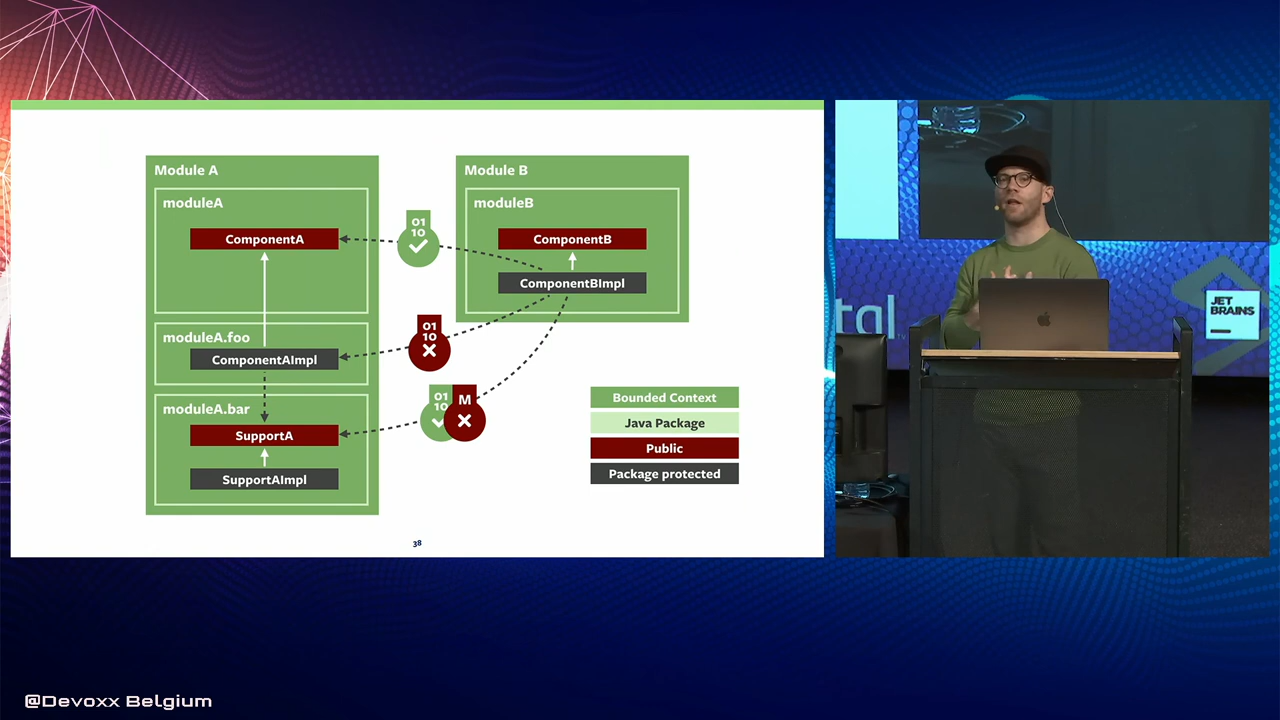 Module A
moduleA
ComponentA
moduleA.foo
ComponentAImpl
moduleA.bar
SupportA
SupportAImpl
01
10
01
10
01
10
M
Module B
moduleB
ComponentB
ComponentBImpl
Bounded Context
Java Package
Public
Package protected
38
tal
JET
BRAINS
@Devoxx Belgium